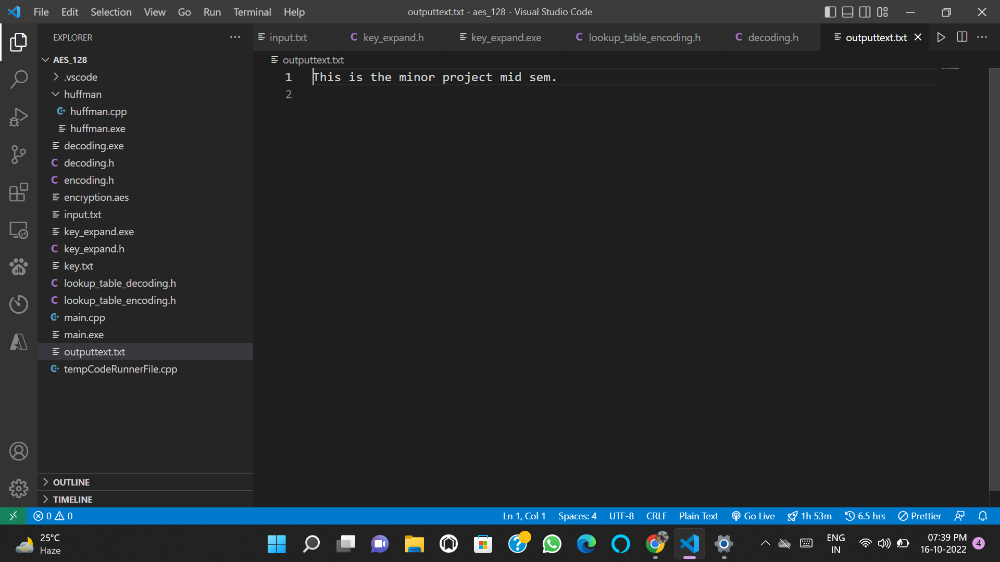 File Edit Selection View Go Run Terminal Help
outputtext.txt - aes_128 - Visual Studio Code
EXPLORER
AES_128
.vscode
huffman
huffman.cpp
huffman.exe
decoding.exe
decoding.h
encoding.h
encryption.aes
input.txt
key_expand.exe
key_expand.h
key.txt
lookup_table_decoding.h
lookup_table_encoding.h
main.cpp
main.exe
outputtext.txt
tempCodeRunnerFile.cpp
OUTLINE
TIMELINE
input.txt key_expand.h key_expand.exe lookup_table_encoding.h decoding.h outputtext.txt
outputtext.txt
1 This is the minor project mid sem.
2
0 0 Ln 1, Col 1 Spaces: 4 UTF-8 CRLF Plain Text Go Live 1h 53m 6.5 hrs Prettier
25°C
Haze
ENG
IN
07:39 PM
16-10-2022
4